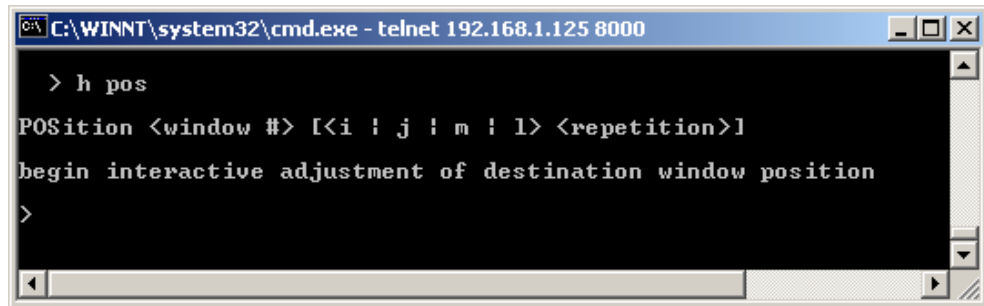 C:\WINNT\system32\cmd.exe - telnet 192.168.1.125 8000
> h pos
POSition <window #> [<i ¦ j ¦ m ¦ l> <repetition>]
begin interactive adjustment of destination window position
>